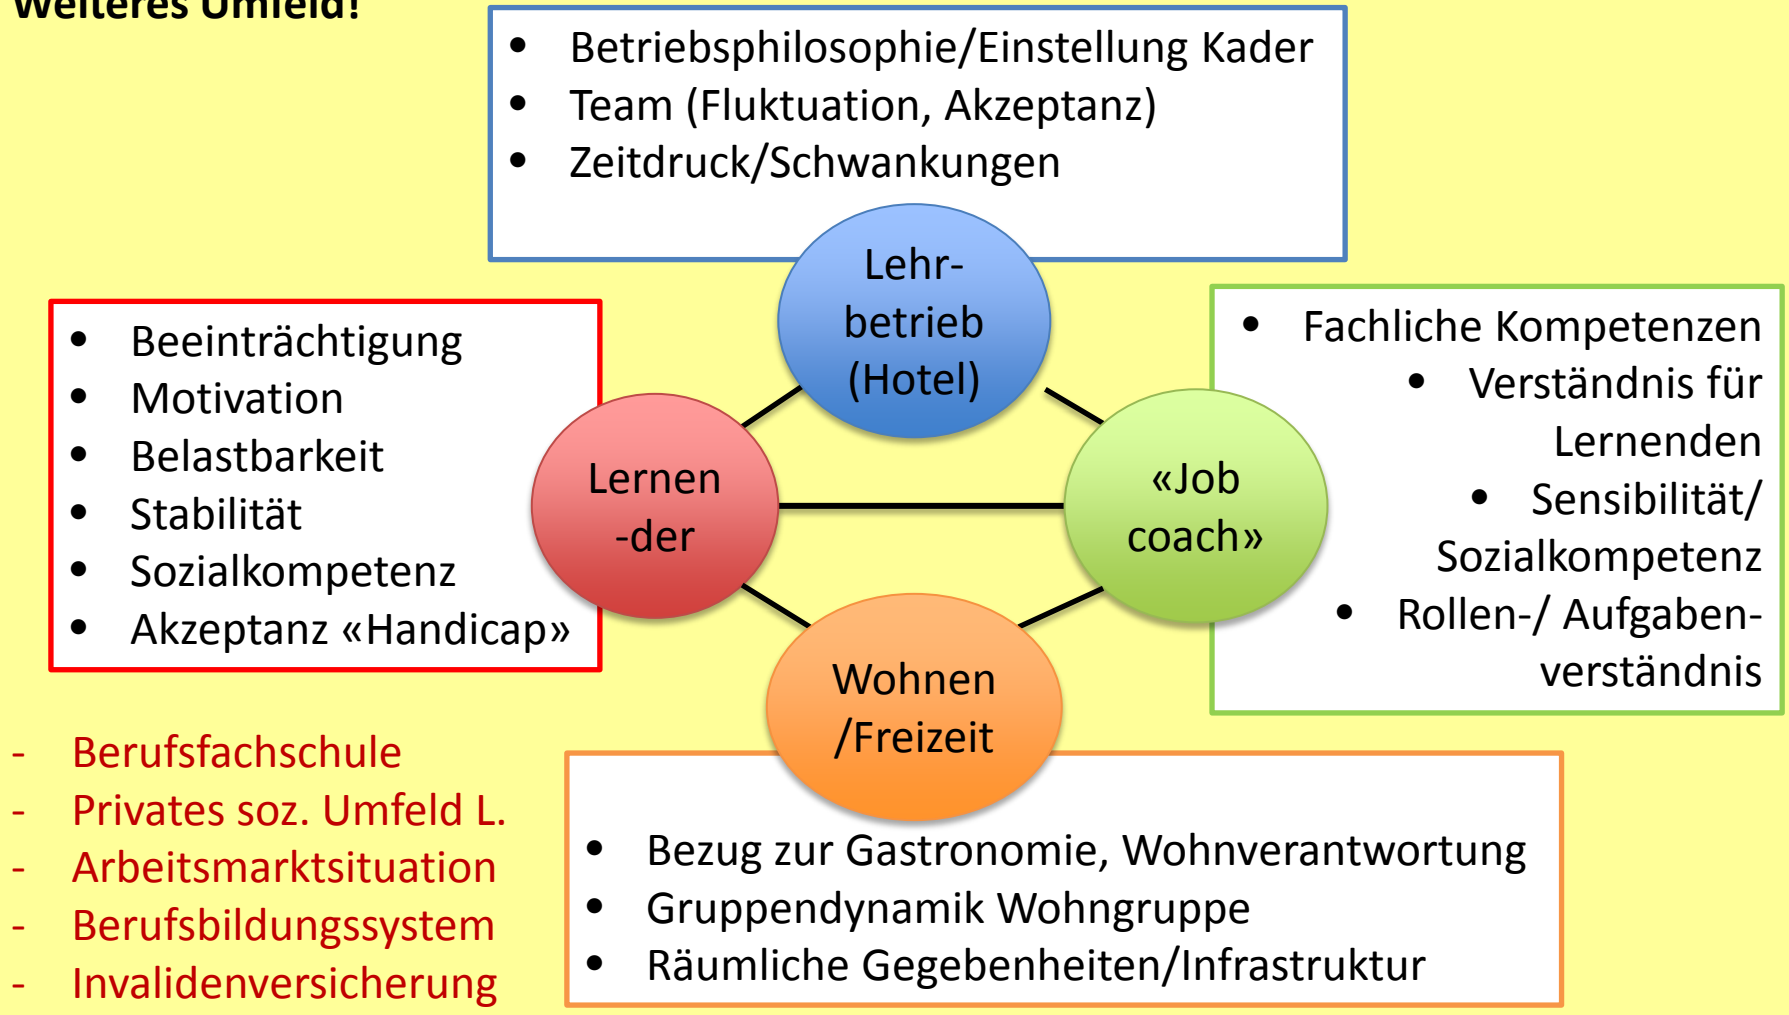 Weiteres Umfeld!
• Betriebsphilosophie/Einstellung Kader
• Team (Fluktuation, Akzeptanz)
• Zeitdruck/Schwankungen
Lehr-
betrieb
(Hotel)
• Beeinträchtigung
• Motivation
• Belastbarkeit
• Stabilität
• Sozialkompetenz
• Akzeptanz «Handicap»
Lernen
-der
«Job
coach»
• Fachliche Kompetenzen
• Verständnis für
Lernenden
• Sensibilität/
Sozialkompetenz
• Rollen-/ Aufgaben-
verständnis
Wohnen
/Freizeit
• Bezug zur Gastronomie, Wohnverantwortung
• Gruppendynamik Wohngruppe
• Räumliche Gegebenheiten/Infrastruktur
- Berufsfachschule
- Privates soz. Umfeld L.
- Arbeitsmarktsituation
- Berufsbildungssystem
- Invalidenversicherung